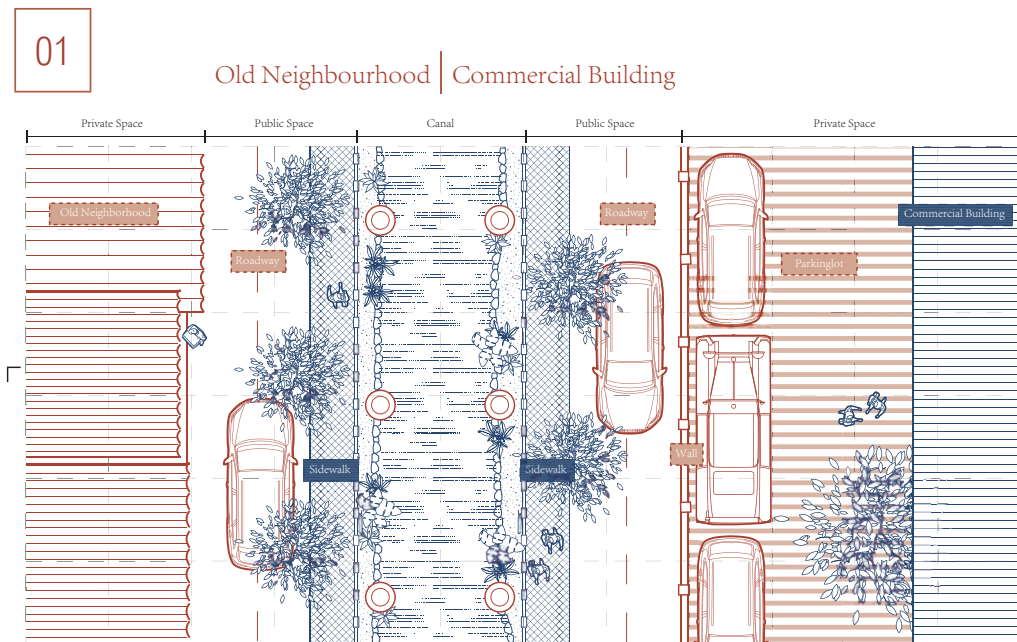 01
Old Neighbourhood | Commercial Building
Private Space
Public Space
Canal
Public Space
Private Space
Old Neighborhood
Roadway
Commercial Building
Roadway
Parkinglot
Wall
Sidewalk
Sidewalk